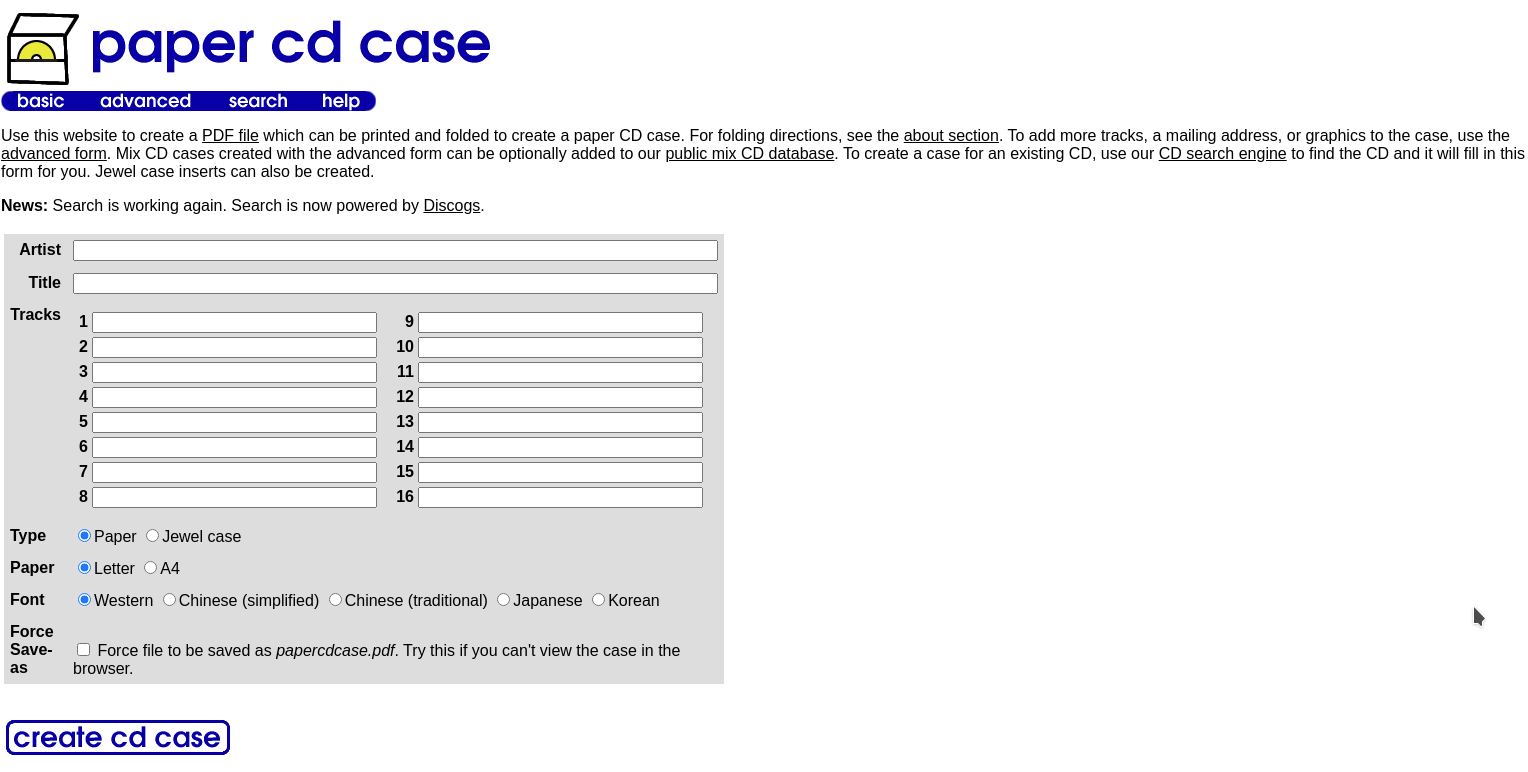 paper cd case
basic advanced search help
Use this website to create a PDF file which can be printed and folded to create a paper CD case. For folding directions, see the about section. To add more tracks, a mailing address, or graphics to the case, use the
advanced form. Mix CD cases created with the advanced form can be optionally added to our public mix CD database. To create a case for an existing CD, use our CD search engine to find the CD and it will fill in this
form for you. Jewel case inserts can also be created.
News: Search is working again. Search is now powered by Discogs.
Artist
Title
Tracks
1 9
2 10
3 11
4 12
5 13
6 14
7 15
8 16
Type Paper Jewel case
Paper Letter A4
Font Western Chinese (simplified) Chinese (traditional) Japanese Korean
Force
Save-
as
Force file to be saved as papercdcase.pdf. Try this if you can't view the case in the
browser.
create cd case